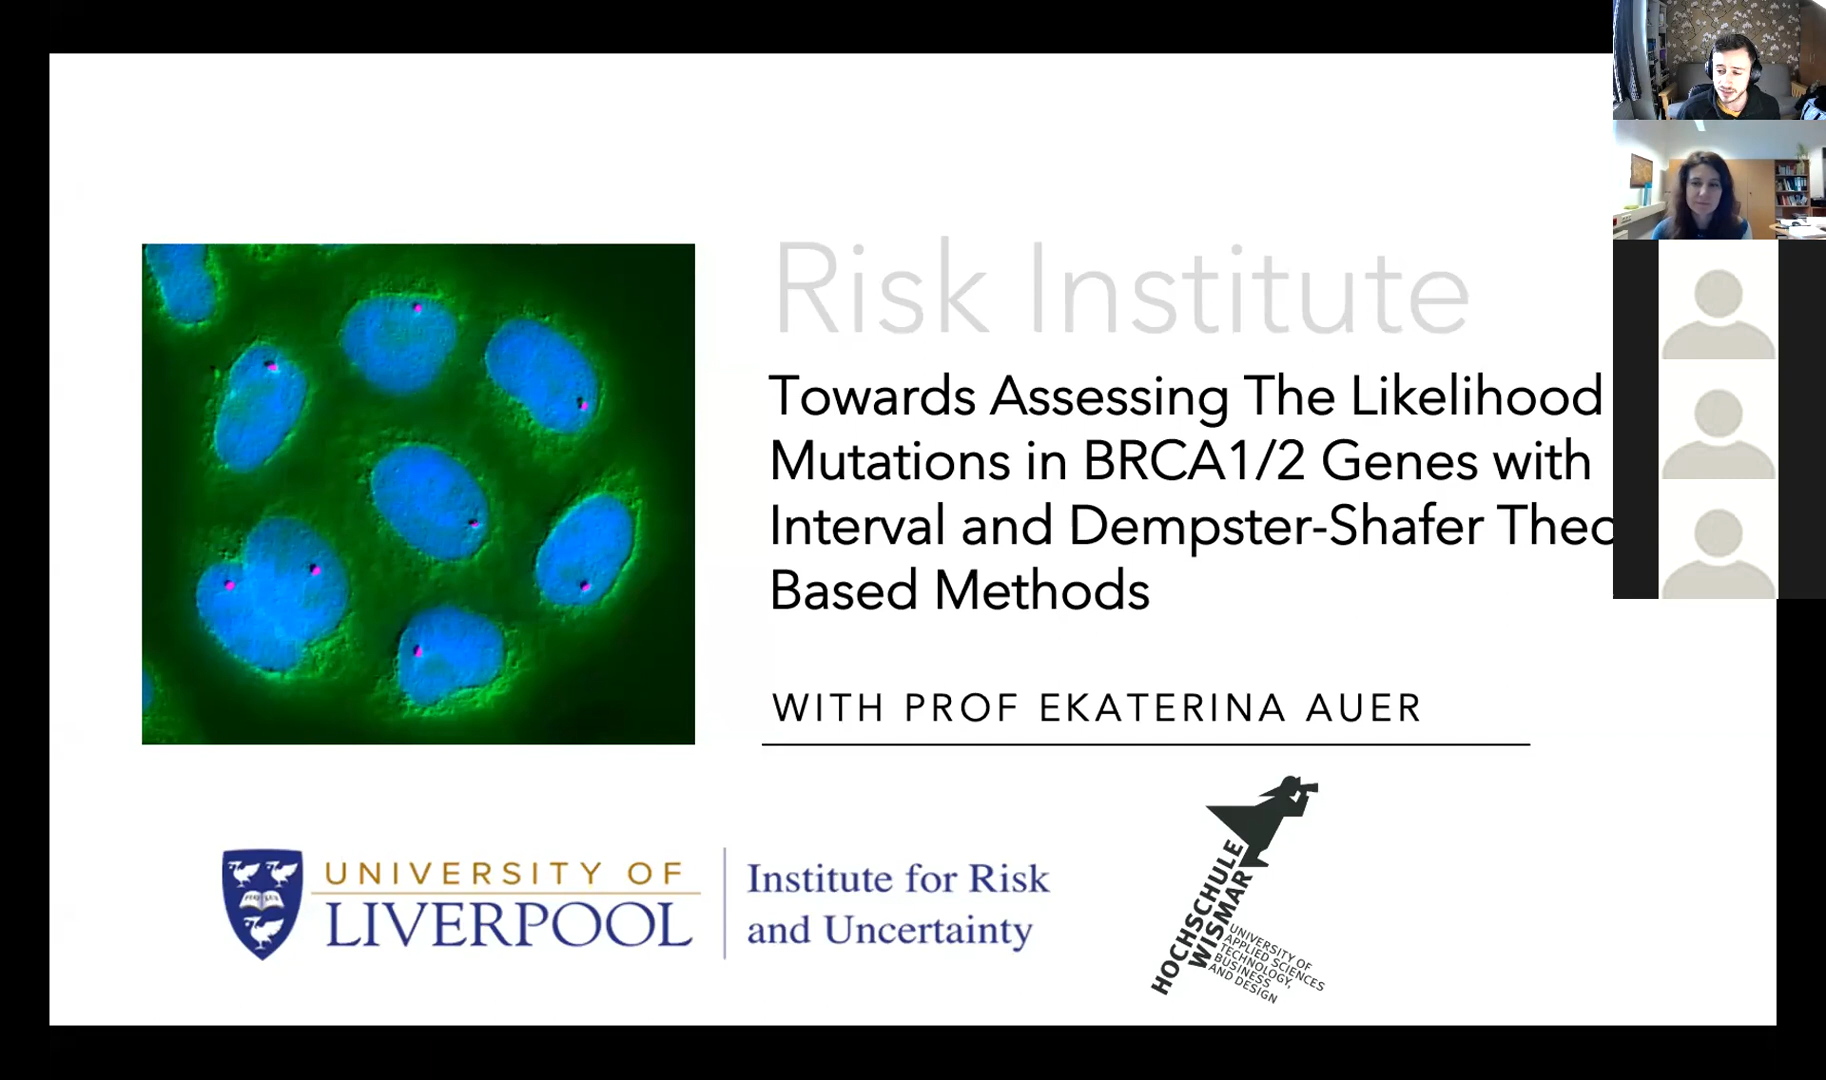 Risk Institute
Towards Assessing The Likelihood
Mutations in BRCA1/2 Genes with
Interval and Dempster-Shafer
Based Methods
WITH PROF EKATERINA AUER
UNIVERSITY OF
LIVERPOOL
Institute for Risk
and Uncertainty
HOCHSCHULE
WISMAR
UNIVERSITY OF
APPLIED SCIENCES
TECHNOLOGY,
BUSINESS
AND DESIGN